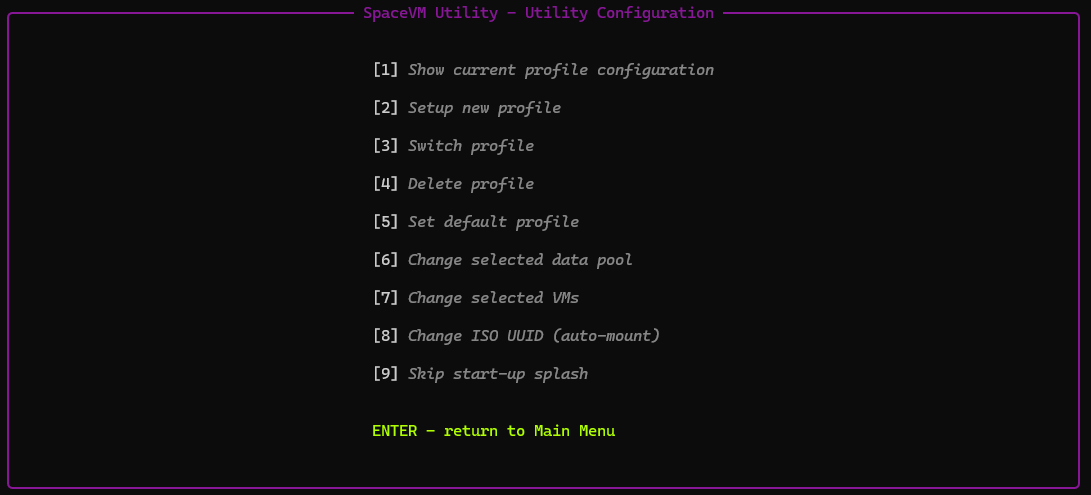 SpaceVM Utility - Utility Configuration
[1] Show current profile configuration
[2] Setup new profile
[3] Switch profile
[4] Delete profile
[5] Set default profile
[6] Change selected data pool
[7] Change selected VMs
[8] Change ISO UUID (auto-mount)
[9] Skip start-up splash
ENTER - return to Main Menu